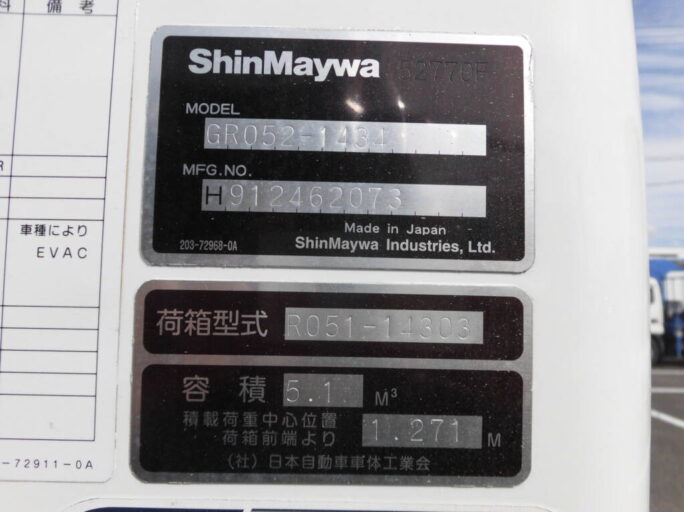 備考
車種により
EVAC
-72911-0A
ShinMaywa 52770F
MODEL
GR052-1434
MFG.NO.
H912462073
Made in Japan
203-72968-0A ShinMaywa Industries, Ltd.
荷箱型式 R051-14303
容積 5.1 M³
積載荷重中心位置
荷箱前端より 1.271 M
(社)日本自動車車体工業会